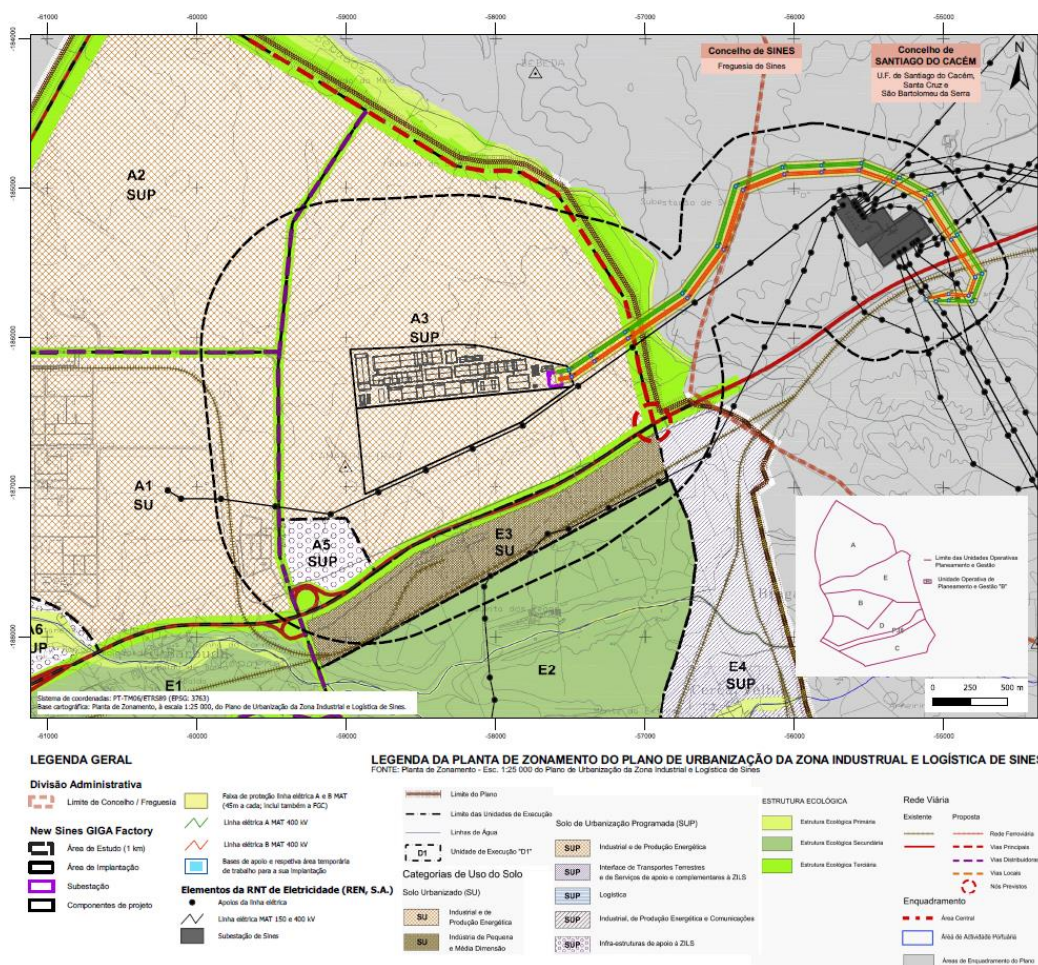 -61000 -60000 -59000 -58000 -57000 -56000 -55000
-184000
-185000
-186000
-187000
-188000
Concelho de SINES
Freguesia de Sines
Concelho de
SANTIAGO DO CACÉM
U.F. de Santiago do Cacém,
Santa Cruz e
São Bartolomeu da Serra
N
A2
SUP
A3
SUP
A1
SU
A5
SUP
E3
SU
E1
E2
E4
SUP
A
E
B
D
C
Limite das Unidades Operativas
Planeamento e Gestão
Unidade Operativa de
Planeamento e Gestão "B"
0 250 500 m
Sistema de coordenadas: PT-TM06/ETRS89 (EPSG: 3763)
Base cartográfica: Planta de Zonamento, à escala 1:25 000, do Plano de Urbanização da Zona Industrial e Logística de Sines.
-61000 -60000 -59000 -58000 -57000 -56000 -55000
LEGENDA GERAL
Divisão Administrativa
Limite de Concelho / Freguesia
New Sines GIGA Factory
Área de Estudo (1 km)
Área de Implantação
Subestação
Componentes de projeto
Faixa de proteção linha elétrica A e B MAT
(45m a cada; inclui também a FGC)
Linha elétrica A MAT 400 kV
Linha elétrica B MAT 400 kV
Bases de apoio e respetiva área temporária
de trabalho para a sua implantação
Elementos da RNT de Eletricidade (REN, S.A.)
Apoios da linha elétrica
Linha elétrica MAT 150 e 400 kV
Subestação de Sines
LEGENDA DA PLANTA DE ZONAMENTO DO PLANO DE URBANIZAÇÃO DA ZONA INDUSTRUAL E LOGÍSTICA DE SINES
FONTE: Planta de Zonamento - Esc. 1:25 000 do Plano de Urbanização da Zona Industrial e Logística de Sines
Limite do Plano
Limite das Unidades de Execução
Linhas de Água
D1 Unidade de Execução "D1"
Categorias de Uso do Solo
Solo Urbanizado (SU)
SU Industrial e de
Produção Energética
SU Indústria de Pequena
e Média Dimensão
Solo de Urbanização Programada (SUP)
SUP Industrial e de Produção Energética
SUP Interface de Transportes Terrestres
e de Serviços de apoio e complementares à ZILS
SUP Logística
SUP Industrial, de Produção Energética e Comunicações
SUP Infra-estruturas de apoio à ZILS
ESTRUTURA ECOLÓGICA
Estrutura Ecológica Primária
Estrutura Ecológica Secundária
Estrutura Ecológica Terciária
Rede Viária
Existente Proposta
Rede Ferroviária
Vias Principais
Vias Distribuidoras
Vias Locais
Nós Previstos
Enquadramento
Área Central
Área de Actividade Portuária
Áreas de Enquadramento do Plano